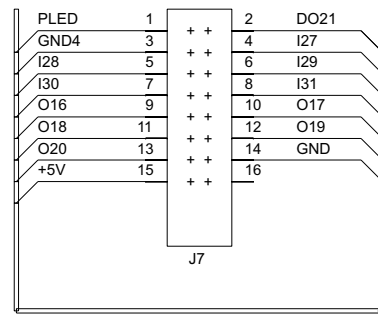 PLED 1 2 DO21
GND4 3 4 I27
I28 5 6 I29
I30 7 8 I31
O16 9 10 O17
O18 11 12 O19
O20 13 14 GND
+5V 15 16
J7